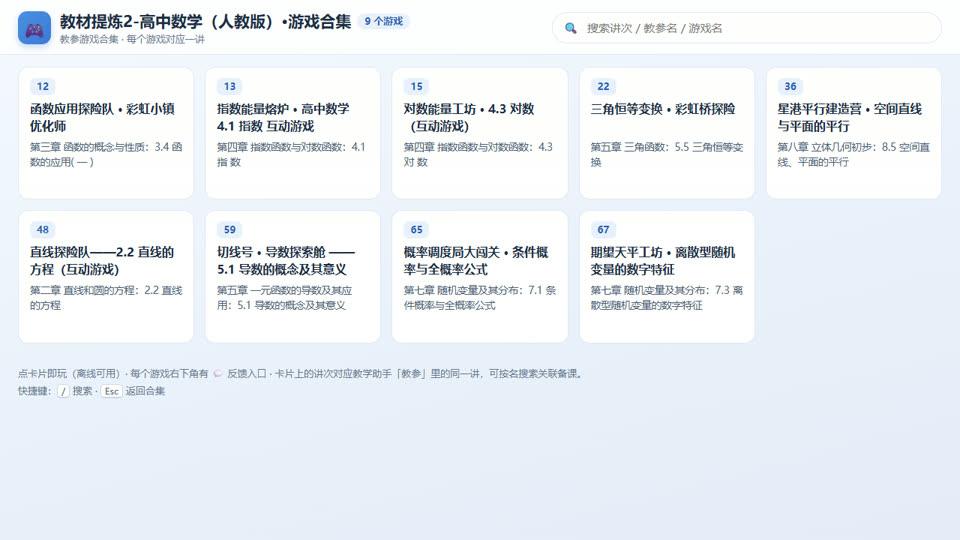 教材提炼2-高中数学（人教版）·游戏合集 9 个游戏
教参游戏合集 · 每个游戏对应一讲
搜索讲次 / 教参名 / 游戏名
12
函数应用探险队 • 彩虹小镇
优化师
第三章 函数的概念与性质：3.4 函
数的应用( 一 )
13
指数能量熔炉 • 高中数学
4.1 指数 互动游戏
第四章 指数函数与对数函数：4.1
指 数
15
对数能量工坊 • 4.3 对数
（互动游戏）
第四章 指数函数与对数函数：4.3
对 数
22
三角恒等变换 • 彩虹桥探险
第五章 三角函数：5.5 三角恒等变
换
36
星港平行建造营 • 空间直线
与平面的平行
第八章 立体几何初步：8.5 空间直
线、平面的平行
48
直线探险队——2.2 直线的
方程（互动游戏）
第二章 直线和圆的方程：2.2 直线
的方程
59
切线号 • 导数探索舱 ——
5.1 导数的概念及其意义
第五章 一元函数的导数及其应
用：5.1 导数的概念及其意义
65
概率调度局大闯关 • 条件概
率与全概率公式
第七章 随机变量及其分布：7.1 条
件概率与全概率公式
67
期望天平工坊 • 离散型随机
变量的数字特征
第七章 随机变量及其分布：7.3 离
散型随机变量的数字特征
点卡片即玩（离线可用）· 每个游戏右下角有 反馈入口 · 卡片上的讲次对应教学助手「教参」里的同一讲，可按名搜索关联备课。
快捷键： / 搜索 · Esc 返回合集